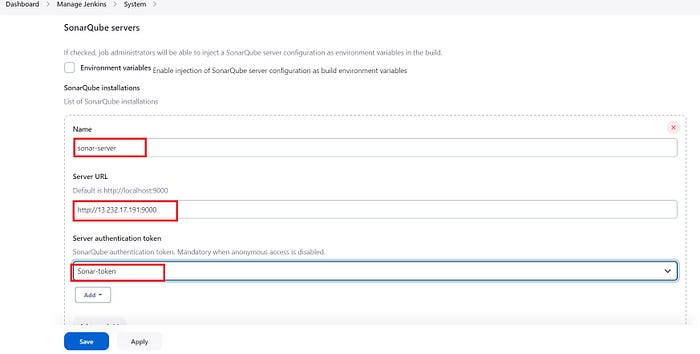 Dashboard > Manage Jenkins > System >
SonarQube servers
If checked, job administrators will be able to inject a SonarQube server configuration as environment variables in the build.
Environment variables Enable injection of SonarQube server configuration as build environment variables
SonarQube installations
List of SonarQube installations
Name
sonar-server
Server URL
Default is http://localhost:9000
http://13.232.17.191:9000
Server authentication token
SonarQube authentication token. Mandatory when anonymous access is disabled.
Sonar-token
Add
Save Apply